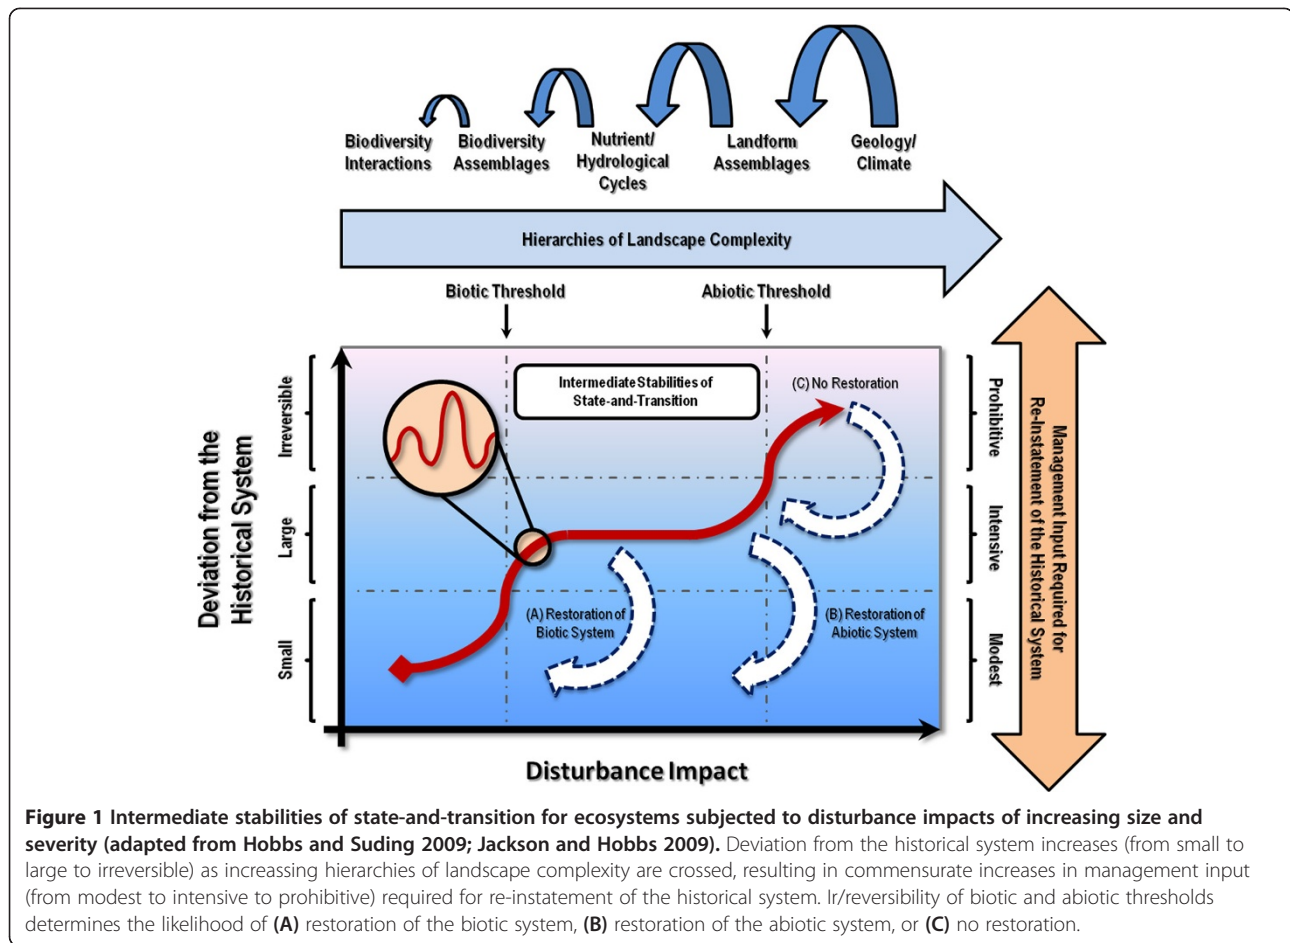 Biodiversity
Interactions
Biodiversity
Assemblages
Nutrient/
Hydrological
Cycles
Landform
Assemblages
Geology/
Climate
Hierarchies of Landscape Complexity
Biotic Threshold
Abiotic Threshold
Deviation from the
Historical System
Irreversible
Large
Small
Intermediate Stabilities of
State-and-Transition
(C) No Restoration
(A) Restoration of
Biotic System
(B) Restoration of
Abiotic System
Prohibitive
Intensive
Modest
Management Input Required for
Re-Instatement of the Historical System
Disturbance Impact
Figure 1 Intermediate stabilities of state-and-transition for ecosystems subjected to disturbance impacts of increasing size and
severity (adapted from Hobbs and Suding 2009; Jackson and Hobbs 2009). Deviation from the historical system increases (from small to
large to irreversible) as increassing hierarchies of landscape complexity are crossed, resulting in commensurate increases in management input
(from modest to intensive to prohibitive) required for re-instatement of the historical system. Ir/reversibility of biotic and abiotic thresholds
determines the likelihood of (A) restoration of the biotic system, (B) restoration of the abiotic system, or (C) no restoration.